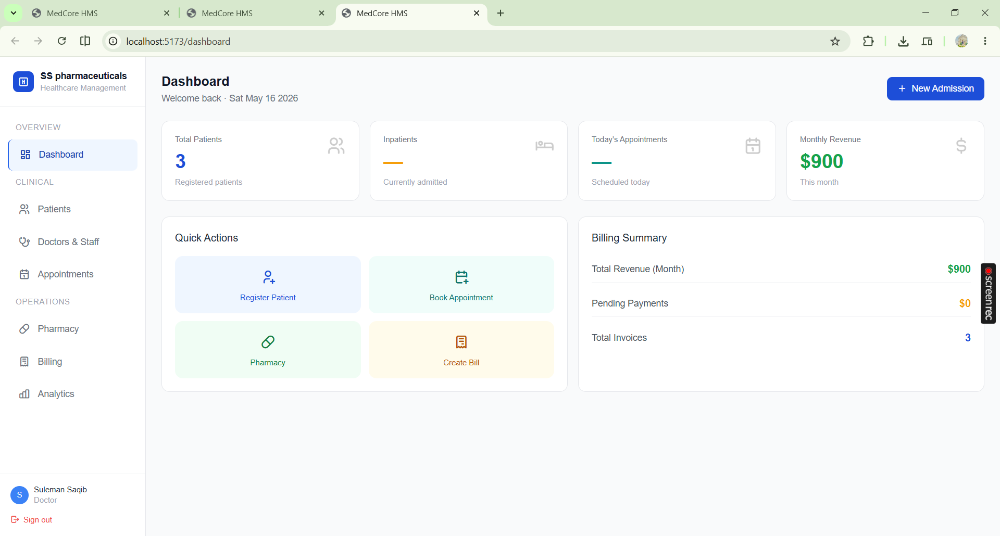 MedCore HMS
MedCore HMS
MedCore HMS
localhost:5173/dashboard
SS pharmaceuticals
Healthcare Management
OVERVIEW
Dashboard
CLINICAL
Patients
Doctors & Staff
Appointments
OPERATIONS
Pharmacy
Billing
Analytics
Suleman Saqib
S
Doctor
Sign out
Dashboard
Welcome back · Sat May 16 2026
+ New Admission
Total Patients
3
Registered patients
Inpatients
—
Currently admitted
Today's Appointments
—
Scheduled today
Monthly Revenue
$900
This month
Quick Actions
Register Patient
Book Appointment
Pharmacy
Create Bill
Billing Summary
Total Revenue (Month) $900
Pending Payments $0
Total Invoices 3
screenrec